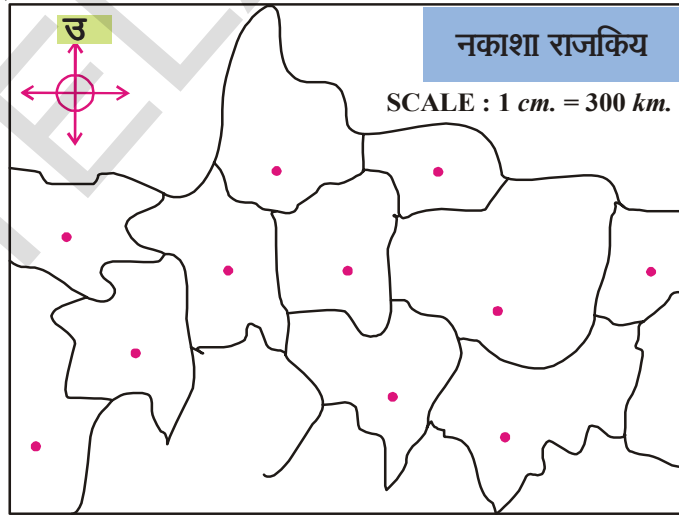 उ
नकाशा राजकिय
SCALE : 1 cm. = 300 km.